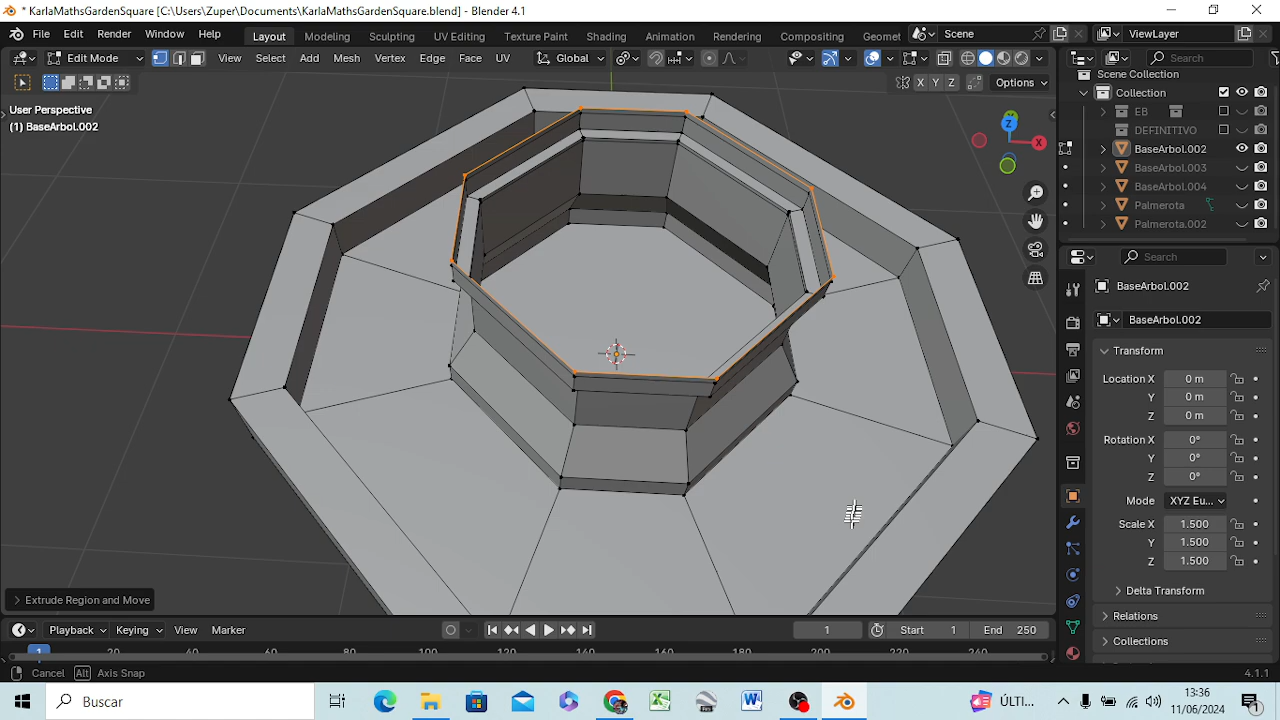 * KarlaMathsGardenSquare [C:\Users\Zuper\Documents\KarlaMathsGardenSquare.blend] - Blender 4.1
File Edit Render Window Help
Layout Modeling Sculpting UV Editing Texture Paint Shading Animation Rendering Compositing Geomet
Scene ViewLayer
Edit Mode View Select Add Mesh Vertex Edge Face UV Global
Search
X Y Z Options
User Perspective
(1) BaseArbol.002
Z X
Scene Collection
Collection
EB
DEFINITIVO
BaseArbol.002
BaseArbol.003
BaseArbol.004
Palmerota
Palmerota.002
Search
BaseArbol.002
BaseArbol.002
Transform
Location X 0 m
Y 0 m
Z 0 m
Rotation X 0°
Y 0°
Z 0°
Mode XYZ Eu...
Scale X 1.500
Y 1.500
Z 1.500
Delta Transform
Relations
Collections
Extrude Region and Move
Playback Keying View Marker 1 Start 1 End 250
1 20 40 60 80 100 120 140 160 180 200 220 240
Cancel Alt Axis Snap 4.1.1
Buscar ÚLTI... 13:36
11/06/2024